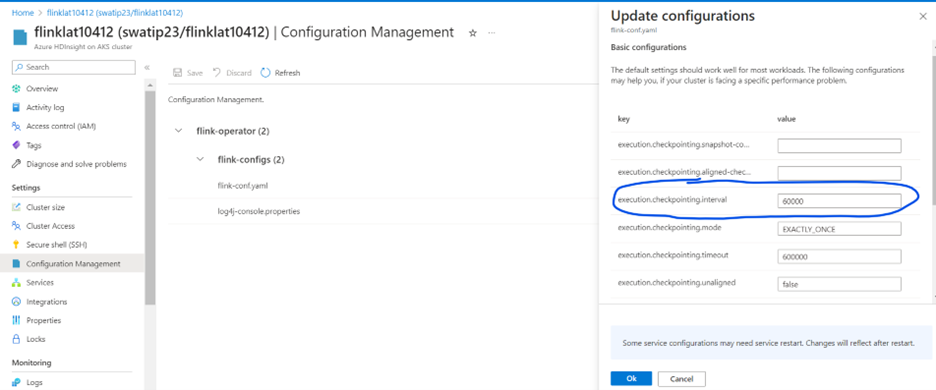 Home > flinklat10412 (swatip23/flinklat10412)
flinklat10412 (swatip23/flinklat10412) | Configuration Management ☆ ...
Azure HDInsight on AKS cluster
Search
«
Overview
Activity log
Access control (IAM)
Tags
Diagnose and solve problems
Settings
Cluster size
Cluster Access
Secure shell (SSH)
Configuration Management
Services
Integrations
Properties
Locks
Monitoring
Logs
Save Discard Refresh
Configuration Management.
flink-operator (2)
flink-configs (2)
flink-conf.yaml
log4j-console.properties
Update configurations
flink-conf.yaml
Basic configurations
The default settings should work well for most workloads. The following configurations
may help you, if your cluster is facing a specific performance problem.
key value
execution.checkpointing.snapshot-co...
execution.checkpointing.aligned-chec...
execution.checkpointing.interval 60000
execution.checkpointing.mode EXACTLY_ONCE
execution.checkpointing.timeout 600000
execution.checkpointing.unaligned false
Some service configurations may need service restart. Changes will reflect after restart.
Ok Cancel